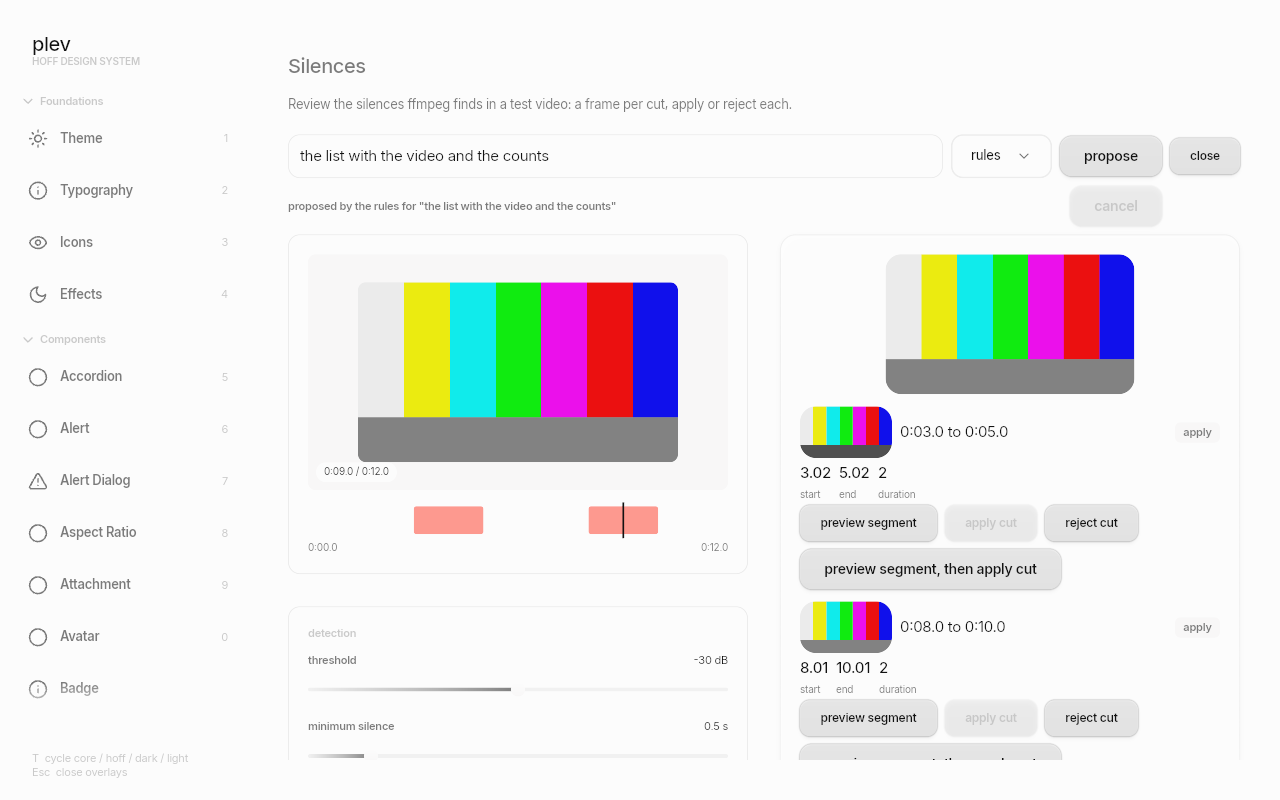 plev
HOFF DESIGN SYSTEM
Foundations
Theme 1
Typography 2
Icons 3
Effects 4
Components
Accordion 5
Alert 6
Alert Dialog 7
Aspect Ratio 8
Attachment 9
Avatar 0
Badge
T cycle core / hoff / dark / light
Esc close overlays
Silences
Review the silences ffmpeg finds in a test video: a frame per cut, apply or reject each.
the list with the video and the counts
rules
propose
close
proposed by the rules for "the list with the video and the counts"
cancel
0:09.0 / 0:12.0
0:00.0 0:12.0
detection
threshold -30 dB
minimum silence 0.5 s
0:03.0 to 0:05.0 apply
3.02 5.02 2
start end duration
preview segment apply cut reject cut
preview segment, then apply cut
0:08.0 to 0:10.0 apply
8.01 10.01 2
start end duration
preview segment apply cut reject cut